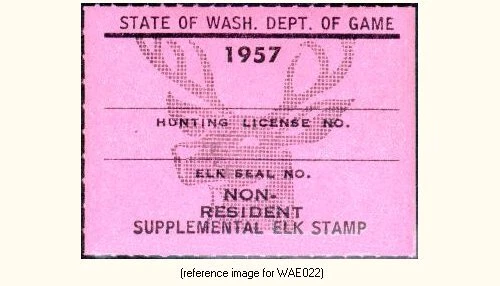 STATE OF WASH. DEPT. OF GAME
1957
HUNTING LICENSE NO.
ELK SEAL NO.
NON-
RESIDENT
SUPPLEMENTAL ELK STAMP
(reference image for WAE022)